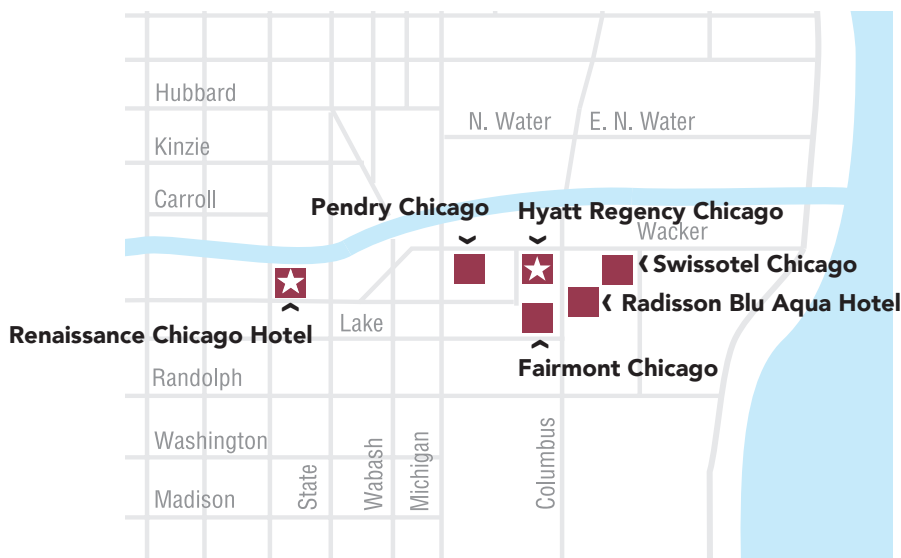 Hubbard
N. Water
E. N. Water
Kinzie
Carroll
Pendry Chicago
Hyatt Regency Chicago
Wacker
Swissotel Chicago
Radisson Blu Aqua Hotel
Lake
Renaissance Chicago Hotel
Fairmont Chicago
Randolph
Washington
Madison
State
Wabash
Michigan
Columbus